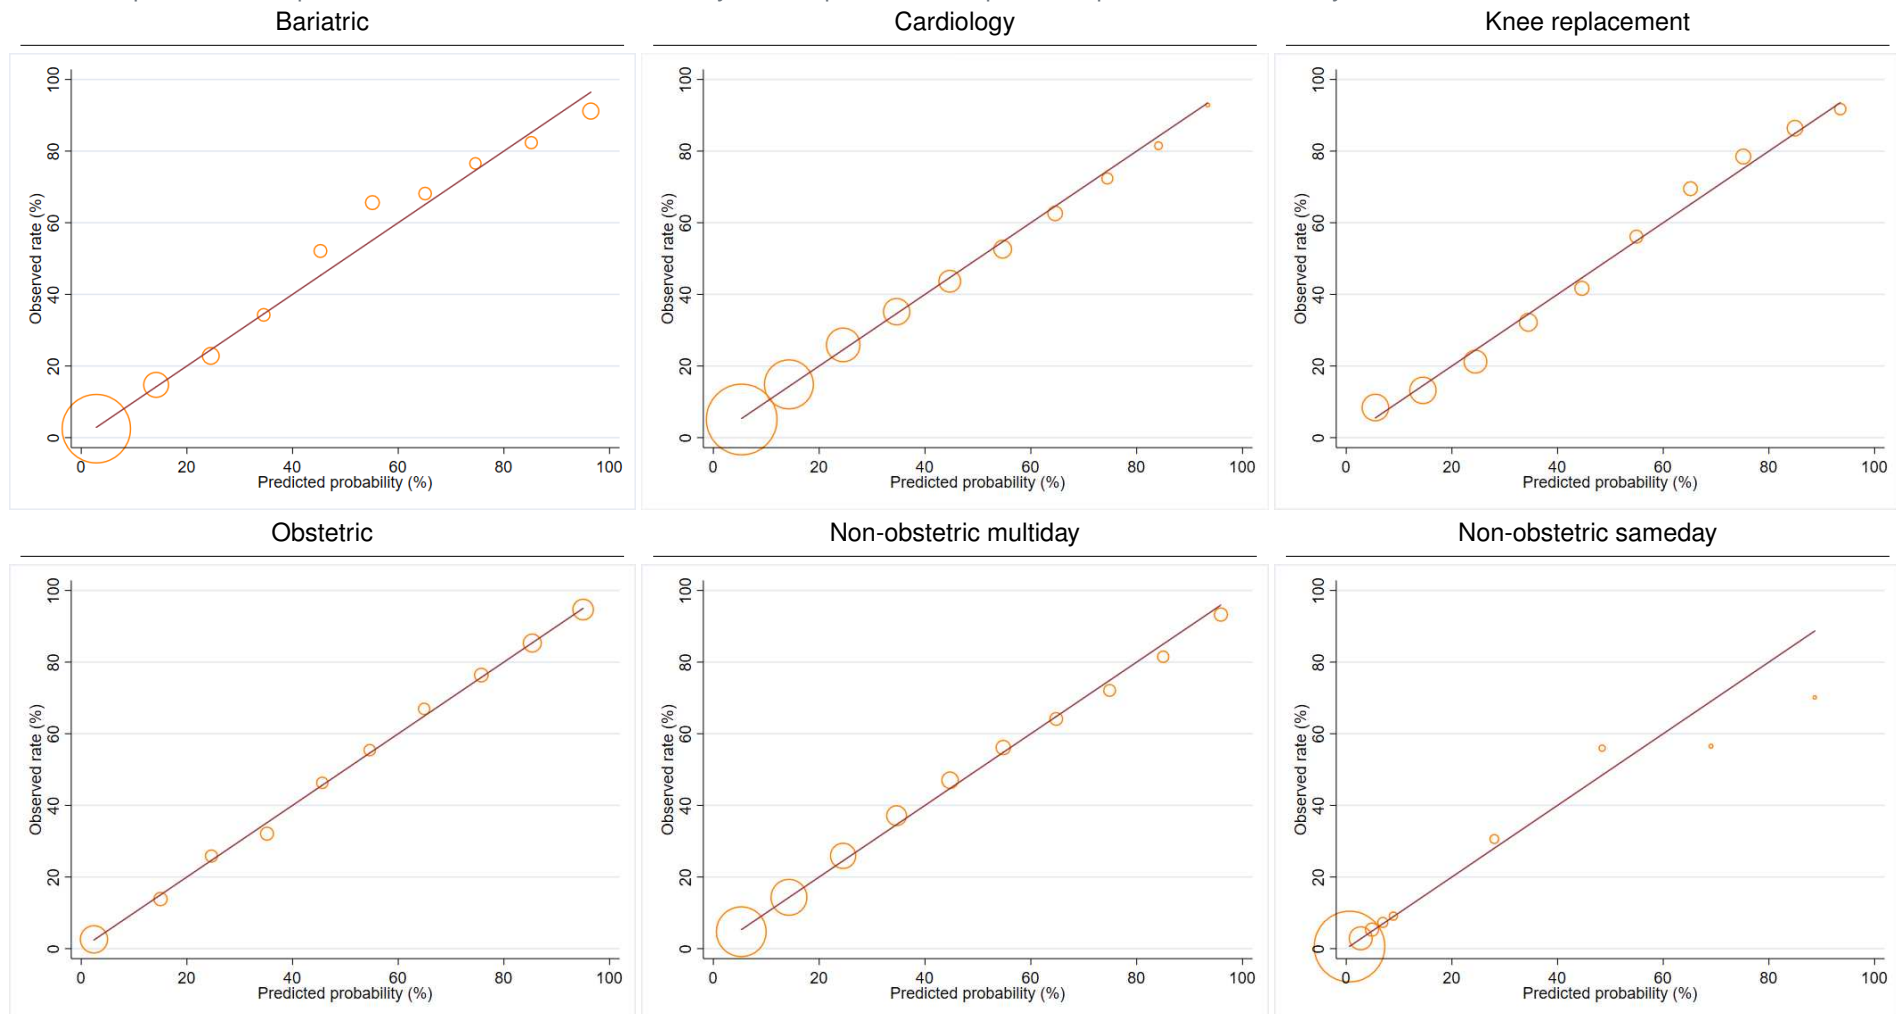 Bariatric
Cardiology
Knee replacement
Observed rate (%)
100
80
60
40
20
0
0 20 40 60 80 100
Predicted probability (%)
Observed rate (%)
100
80
60
40
20
0
0 20 40 60 80 100
Predicted probability (%)
Observed rate (%)
100
80
60
40
20
0
0 20 40 60 80 100
Predicted probability (%)
Obstetric
Non-obstetric multiday
Non-obstetric sameday
Observed rate (%)
100
80
60
40
20
0
0 20 40 60 80 100
Predicted probability (%)
Observed rate (%)
100
80
60
40
20
0
0 20 40 60 80 100
Predicted probability (%)
Observed rate (%)
100
80
60
40
20
0
0 20 40 60 80 100
Predicted probability (%)